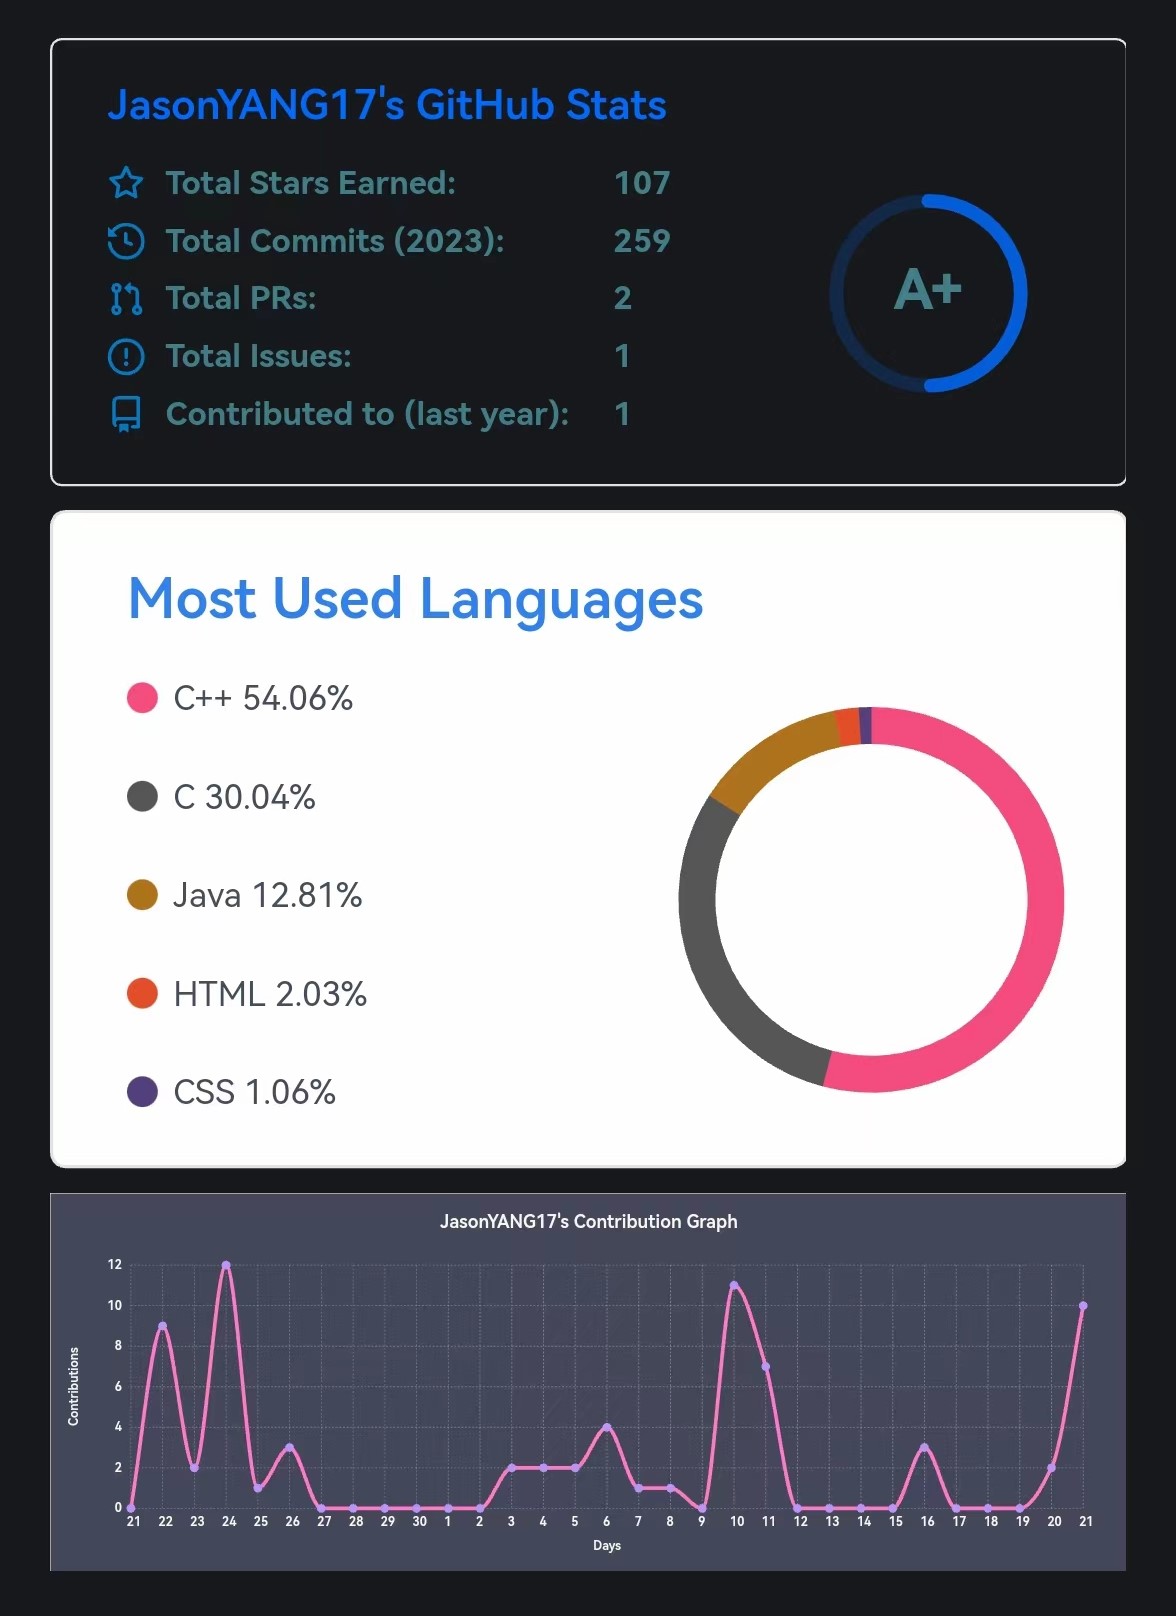 JasonYANG17's GitHub Stats
Total Stars Earned: 107
Total Commits (2023): 259
Total PRs: 2
Total Issues: 1
Contributed to (last year): 1
A+
Most Used Languages
C++ 54.06%
C 30.04%
Java 12.81%
HTML 2.03%
CSS 1.06%
JasonYANG17's Contribution Graph
Contributions
12
10
8
6
4
2
0
21 22 23 24 25 26 27 28 29 30 1 2 3 4 5 6 7 8 9 10 11 12 13 14 15 16 17 18 19 20 21
Days